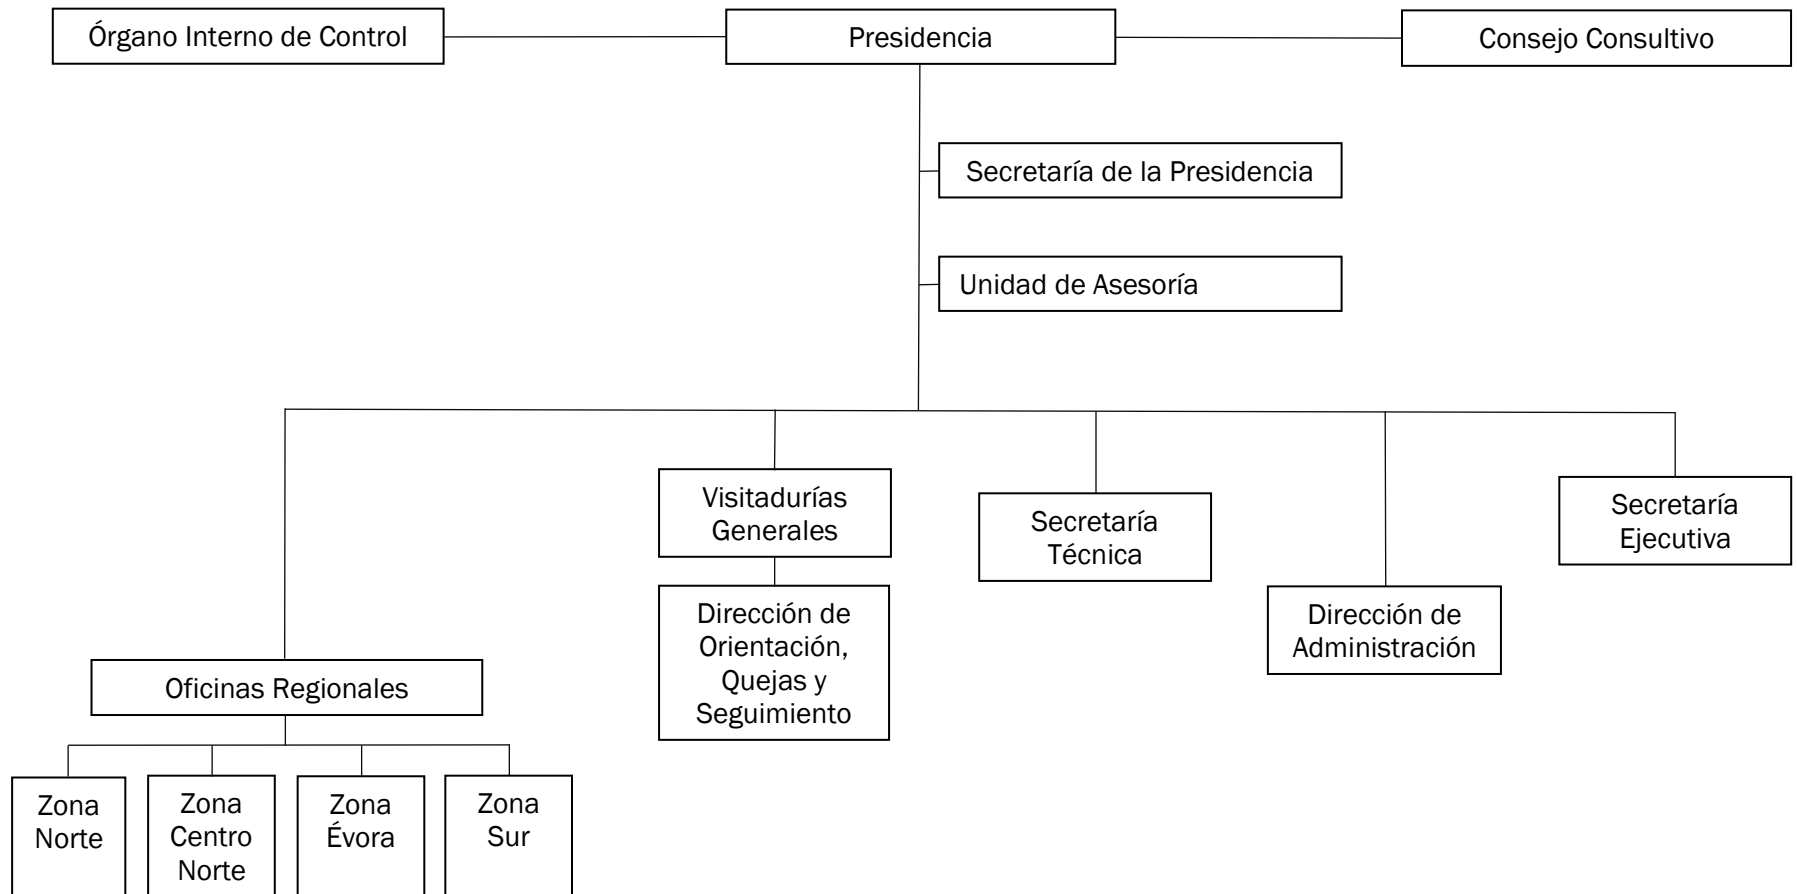 Órgano Interno de Control
Presidencia
Consejo Consultivo
Secretaría de la Presidencia
Unidad de Asesoría
Visitadurías
Generales
Secretaría
Técnica
Secretaría
Ejecutiva
Dirección de
Orientación,
Quejas y
Seguimiento
Dirección de
Administración
Oficinas Regionales
Zona
Norte
Zona
Centro
Norte
Zona
Évora
Zona
Sur